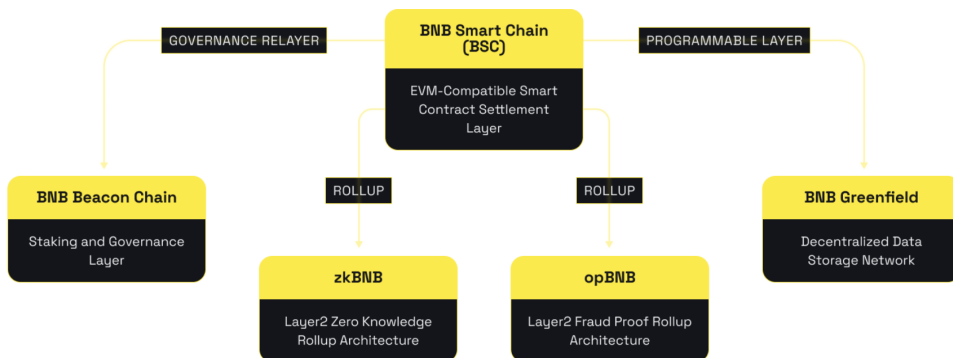 BNB Smart Chain
(BSC)
GOVERNANCE RELAYER
PROGRAMMABLE LAYER
EVM-Compatible Smart
Contract Settlement
Layer
ROLLUP
ROLLUP
BNB Beacon Chain
Staking and Governance
Layer
BNB Greenfield
Decentralized Data
Storage Network
zkBNB
Layer2 Zero Knowledge
Rollup Architecture
opBNB
Layer2 Fraud Proof Rollup
Architecture